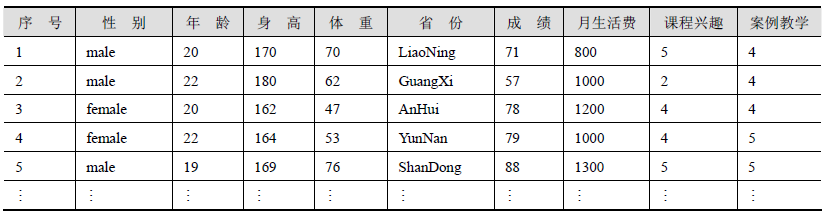 序 号 性 别 年 龄 身 高 体 重 省 份 成 绩 月生活费 课程兴趣 案例教学
1 male 20 170 70 LiaoNing 71 800 5 4
2 male 22 180 62 GuangXi 57 1000 2 4
3 female 20 162 47 AnHui 78 1200 4 4
4 female 22 164 53 YunNan 79 1000 4 5
5 male 19 169 76 ShanDong 88 1300 5 5
⋮ ⋮ ⋮ ⋮ ⋮ ⋮ ⋮ ⋮ ⋮ ⋮